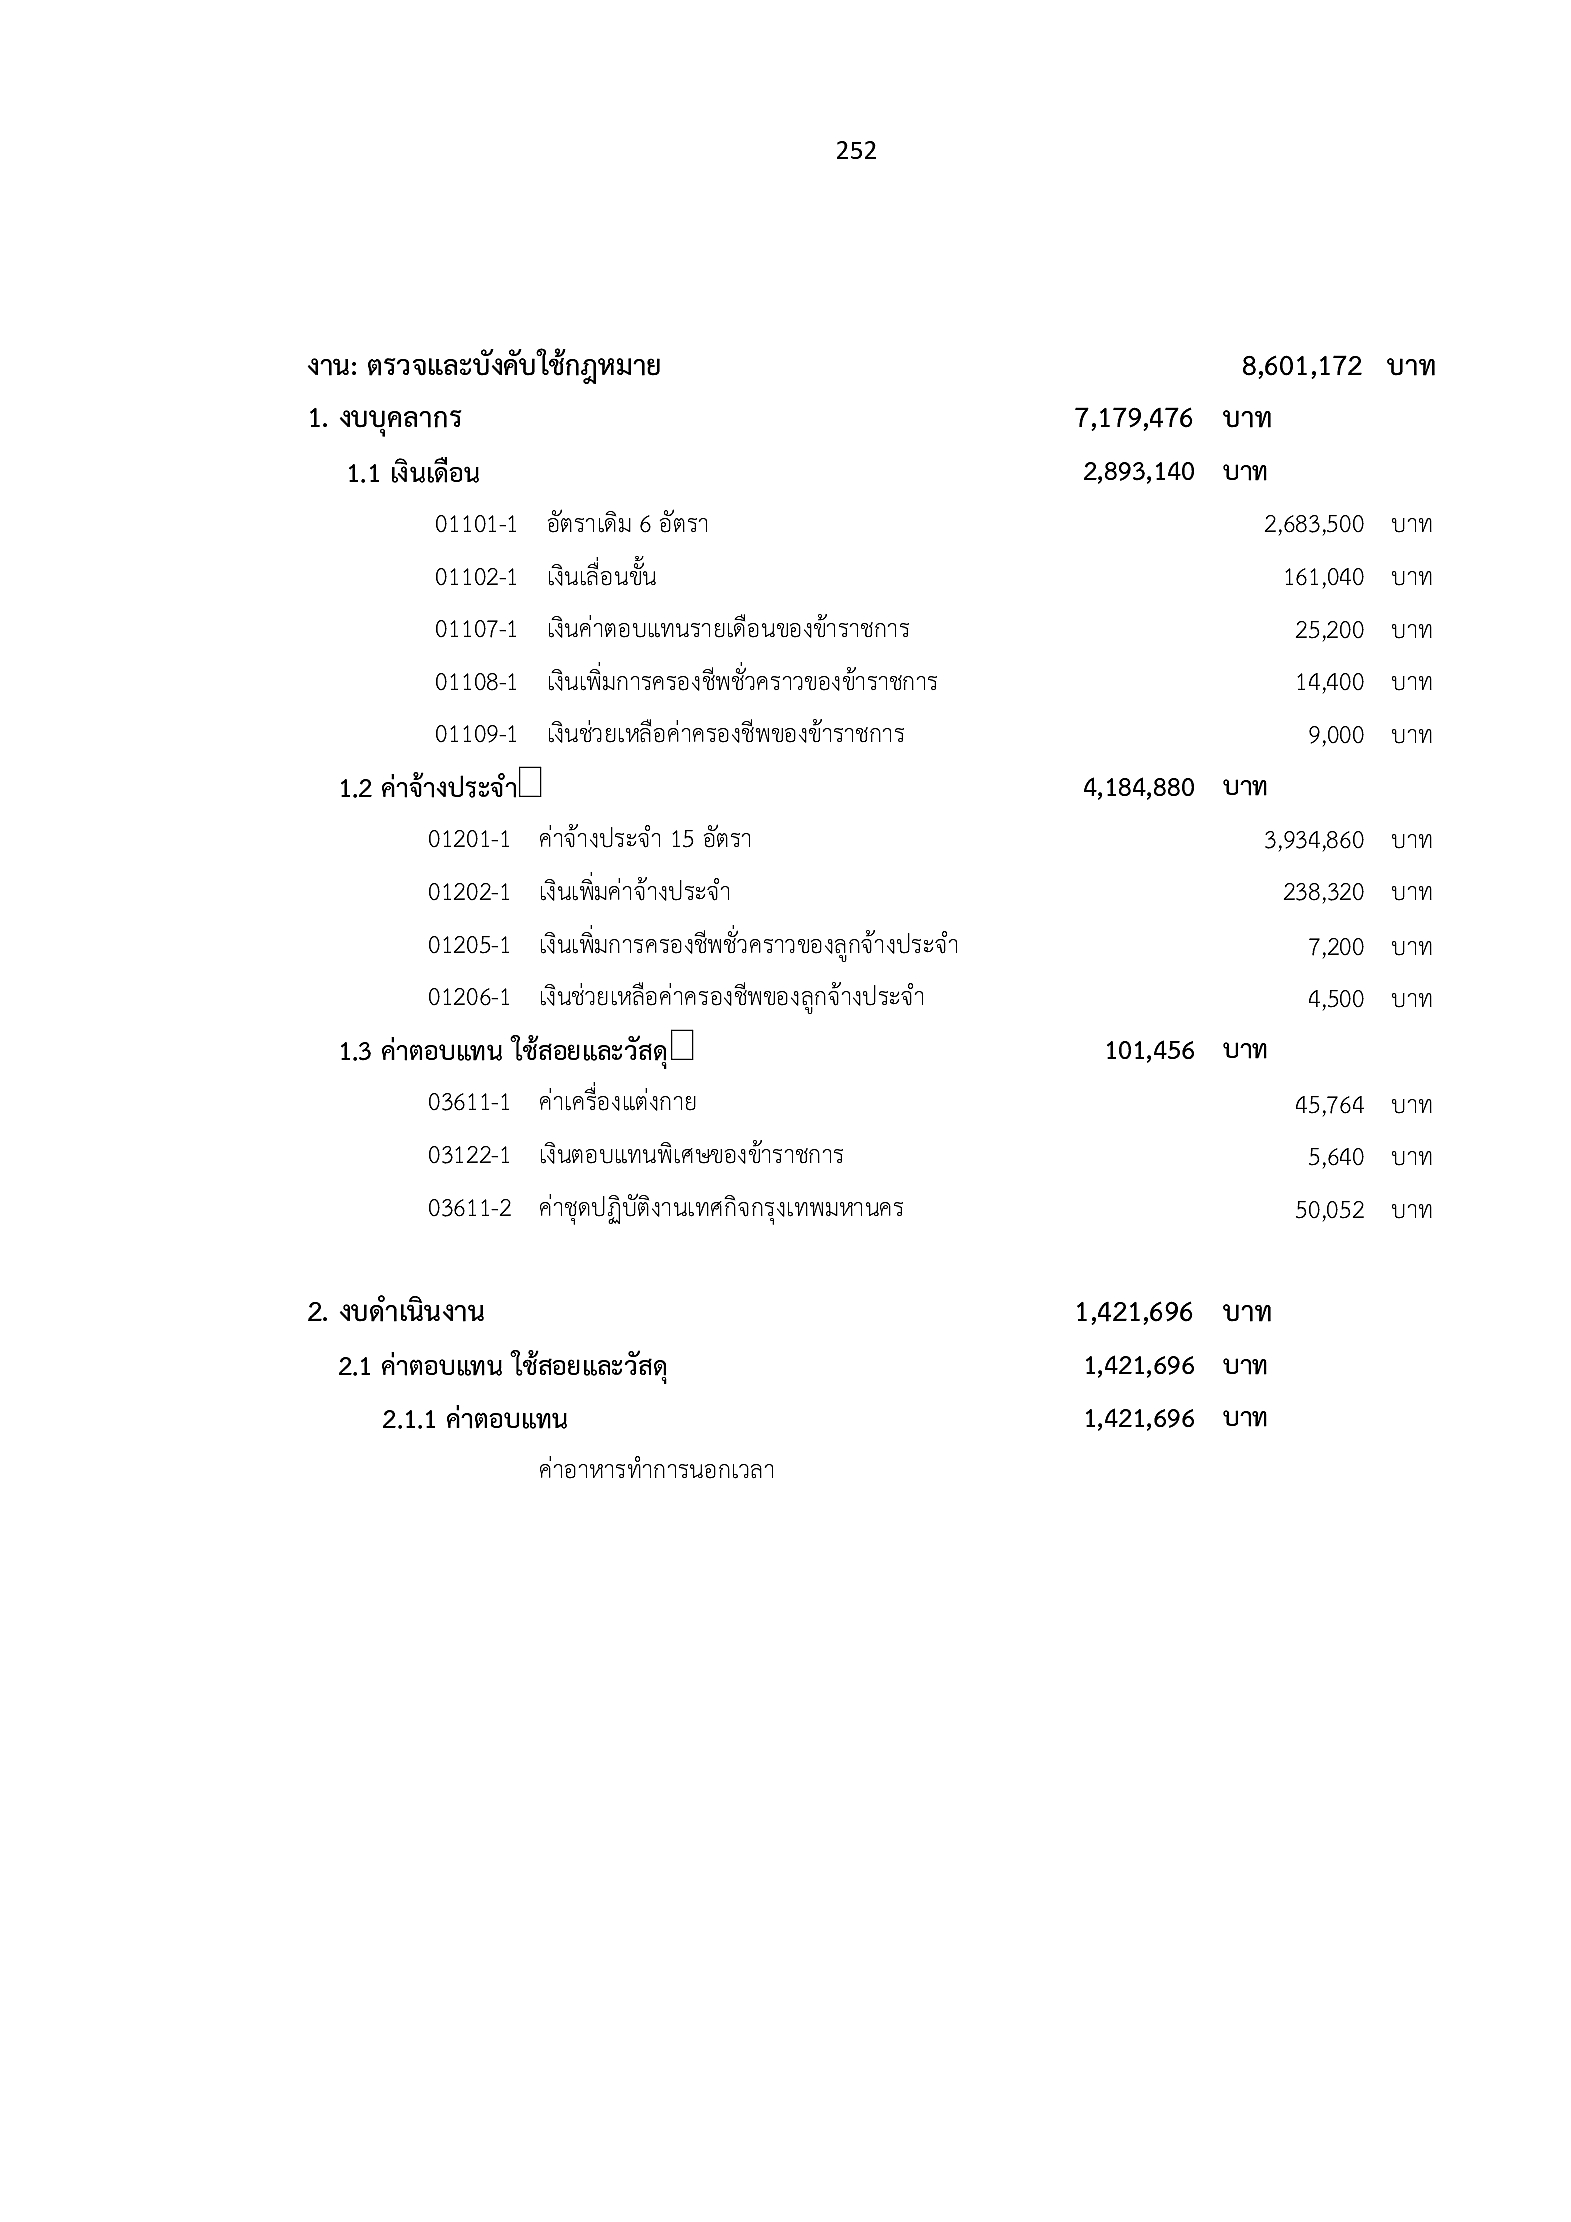 252
งาน: ตรวจและบังคับใช้กฎหมาย 8,601,172 บาท
1. งบบุคลากร 7,179,476 บาท
1.1 เงินเดือน 2,893,140 บาท
01101-1 อัตราเดิม 6 อัตรา 2,683,500 บาท
01102-1 เงินเลื่อนขั้น 161,040 บาท
01107-1 เงินค่าตอบแทนรายเดือนของข้าราชการ 25,200 บาท
01108-1 เงินเพิ่มการครองชีพชั่วคราวของข้าราชการ 14,400 บาท
01109-1 เงินช่วยเหลือค่าครองชีพของข้าราชการ 9,000 บาท
1.2 ค่าจ้างประจำ 4,184,880 บาท
01201-1 ค่าจ้างประจำ 15 อัตรา 3,934,860 บาท
01202-1 เงินเพิ่มค่าจ้างประจำ 238,320 บาท
01205-1 เงินเพิ่มการครองชีพชั่วคราวของลูกจ้างประจำ 7,200 บาท
01206-1 เงินช่วยเหลือค่าครองชีพของลูกจ้างประจำ 4,500 บาท
1.3 ค่าตอบแทน ใช้สอยและวัสดุ 101,456 บาท
03611-1 ค่าเครื่องแต่งกาย 45,764 บาท
03122-1 เงินตอบแทนพิเศษของข้าราชการ 5,640 บาท
03611-2 ค่าชุดปฏิบัติงานเทศกิจกรุงเทพมหานคร 50,052 บาท
2. งบดำเนินงาน 1,421,696 บาท
2.1 ค่าตอบแทน ใช้สอยและวัสดุ 1,421,696 บาท
2.1.1 ค่าตอบแทน 1,421,696 บาท
ค่าอาหารทำการนอกเวลา